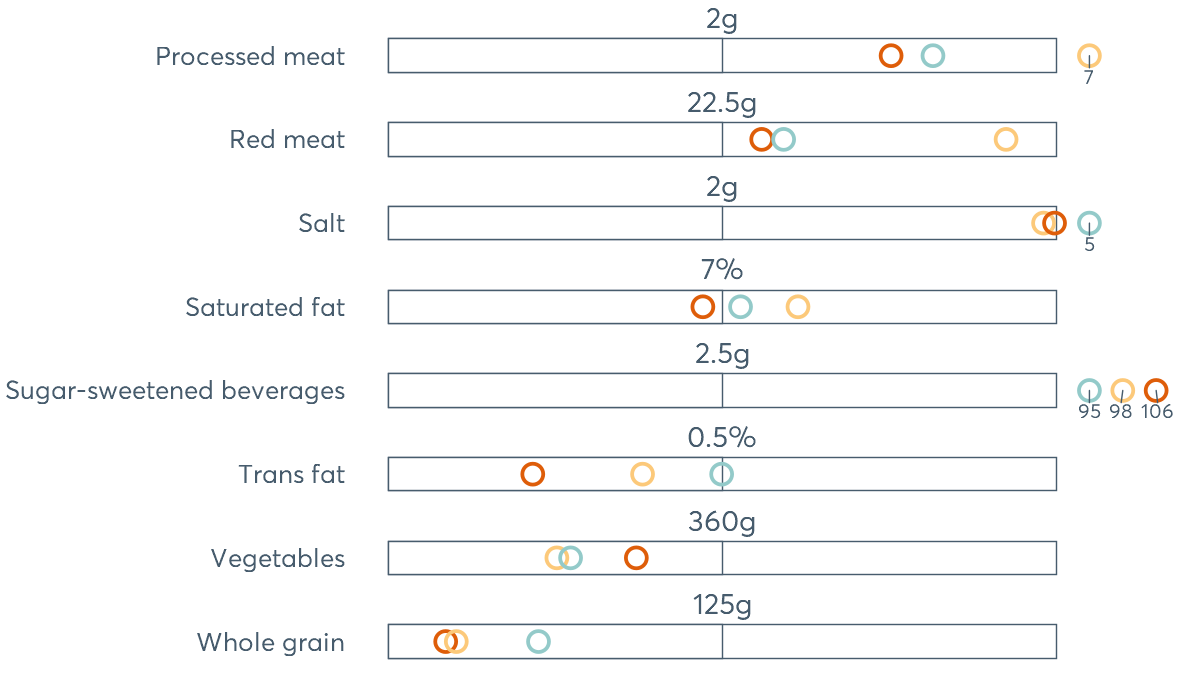 2g
Processed meat
7
22.5g
Red meat
2g
Salt
5
7%
Saturated fat
2.5g
Sugar-sweetened beverages
95 98 106
0.5%
Trans fat
360g
Vegetables
125g
Whole grain